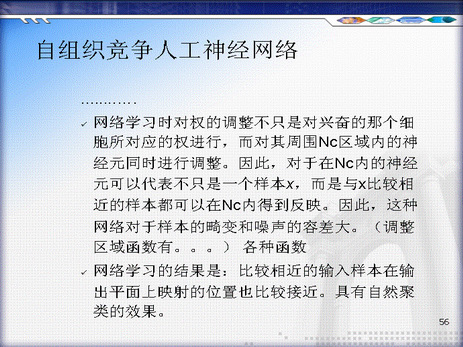 自组织竞争人工神经网络
…………
✓ 网络学习时对权的调整不只是对兴奋的那个细
胞所对应的权进行，而对其周围Nc区域内的神
经元同时进行调整。因此，对于在Nc内的神经
元可以代表不只是一个样本x，而是与x比较相
近的样本都可以在Nc内得到反映。因此，这种
网络对于样本的畸变和噪声的容差大。（调整
区域函数有。。。）各种函数
✓ 网络学习的结果是：比较相近的输入样本在输
出平面上映射的位置也比较接近。具有自然聚
类的效果。
56